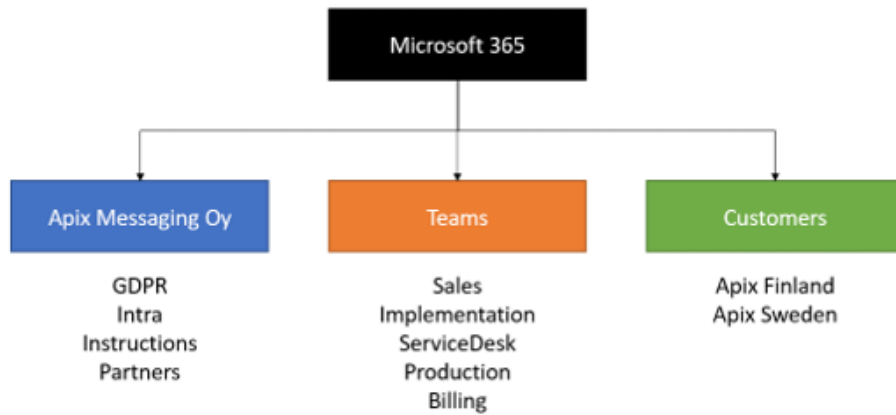 Microsoft 365
Apix Messaging Oy
GDPR
Intra
Instructions
Partners
Teams
Sales
Implementation
ServiceDesk
Production
Billing
Customers
Apix Finland
Apix Sweden